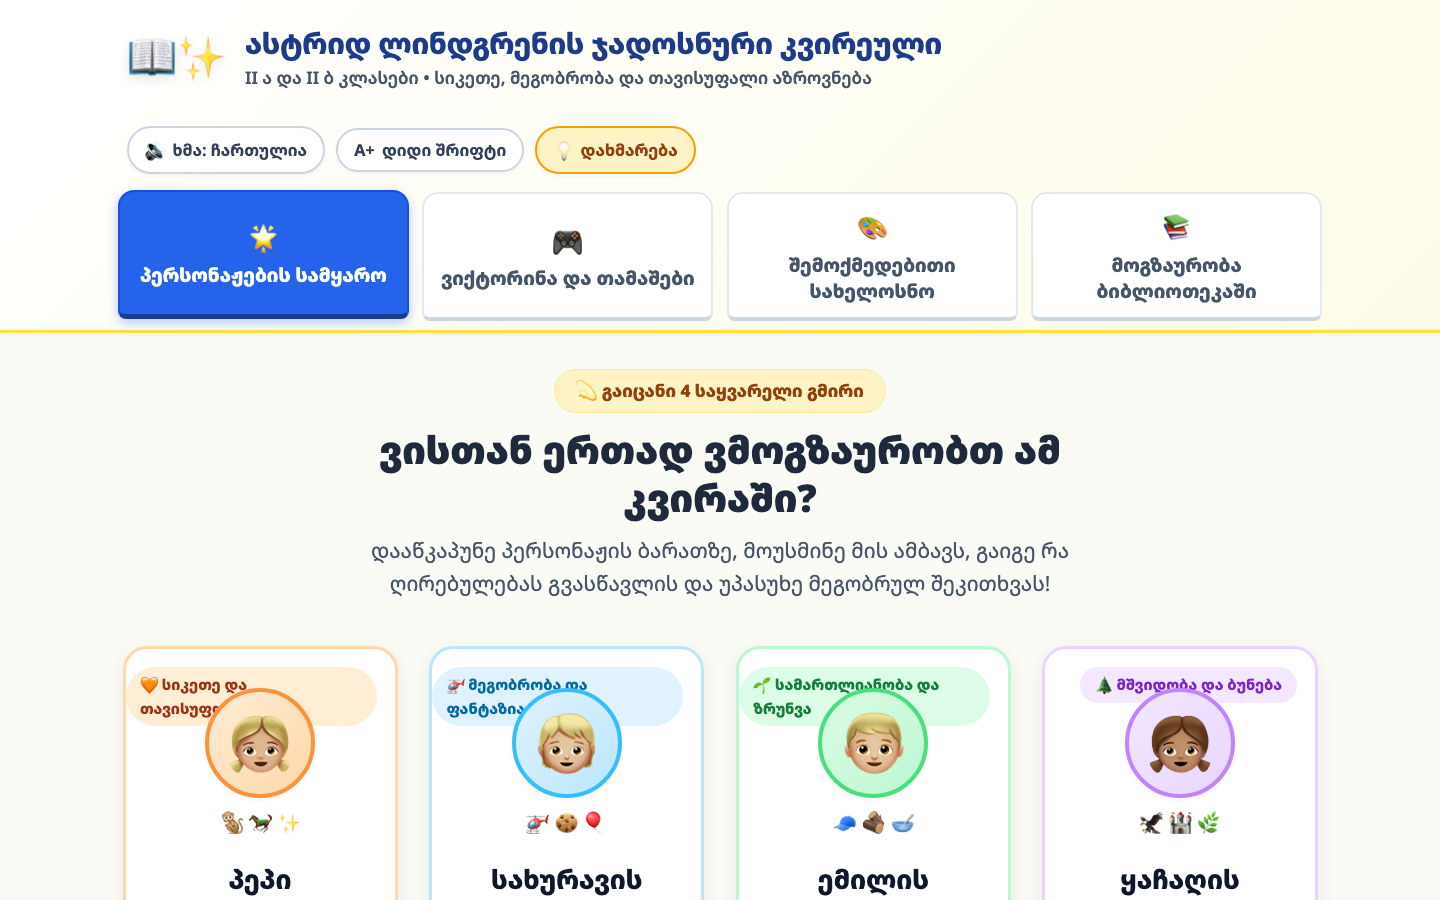 ასტრიდ ლინდგრენის ჯადოსნური კვირეული
II ა და II ბ კლასები • სიკეთე, მეგობრობა და თავისუფალი აზროვნება
ხმა: ჩართულია
A+ დიდი შრიფტი
დახმარება
პერსონაჟების სამყარო
ვიქტორინა და თამაშები
შემოქმედებითი
სახელოსნო
მოგზაურობა
ბიბლიოთეკაში
გაიცანი 4 საყვარელი გმირი
ვისთან ერთად ვმოგზაურობთ ამ
კვირაში?
დააწკაპუნე პერსონაჟის ბარათზე, მოუსმინე მის ამბავს, გაიგე რა
ღირებულებას გვასწავლის და უპასუხე მეგობრულ შეკითხვას!
სიკეთე და
მეგობრობა და
ფანტაზია
სამართლიანობა და
ზრუნვა
მშვიდობა და ბუნება
პეპი
სახურავის
ემილის
ყაჩაღის